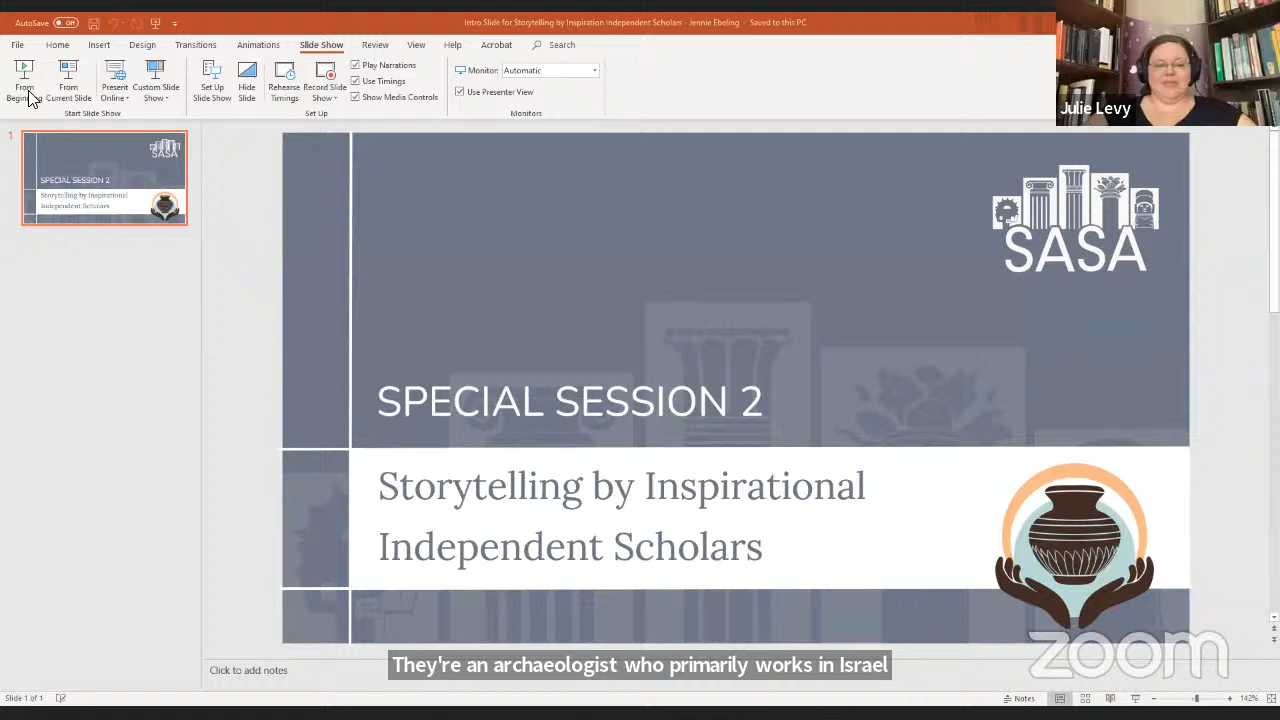 AutoSave Off
Intro Slide for Storytelling by Inspiration Independent Scholars - Jennie Ebeling - Saved to this PC
File Home Insert Design Transitions Animations Slide Show Review View Help Acrobat Search
From Beginning
From Current Slide
Present Online
Custom Slide Show
Start Slide Show
Set Up Slide Show
Hide Slide
Rehearse Timings
Record Slide Show
Play Narrations
Use Timings
Show Media Controls
Set Up
Monitor: Automatic
Use Presenter View
Monitors
Julie Levy
1
SASA
SPECIAL SESSION 2
Storytelling by Inspirational
Independent Scholars
SASA
SPECIAL SESSION 2
Storytelling by Inspirational
Independent Scholars
zoom
Click to add notes
They're an archaeologist who primarily works in Israel
Slide 1 of 1
Notes
142%